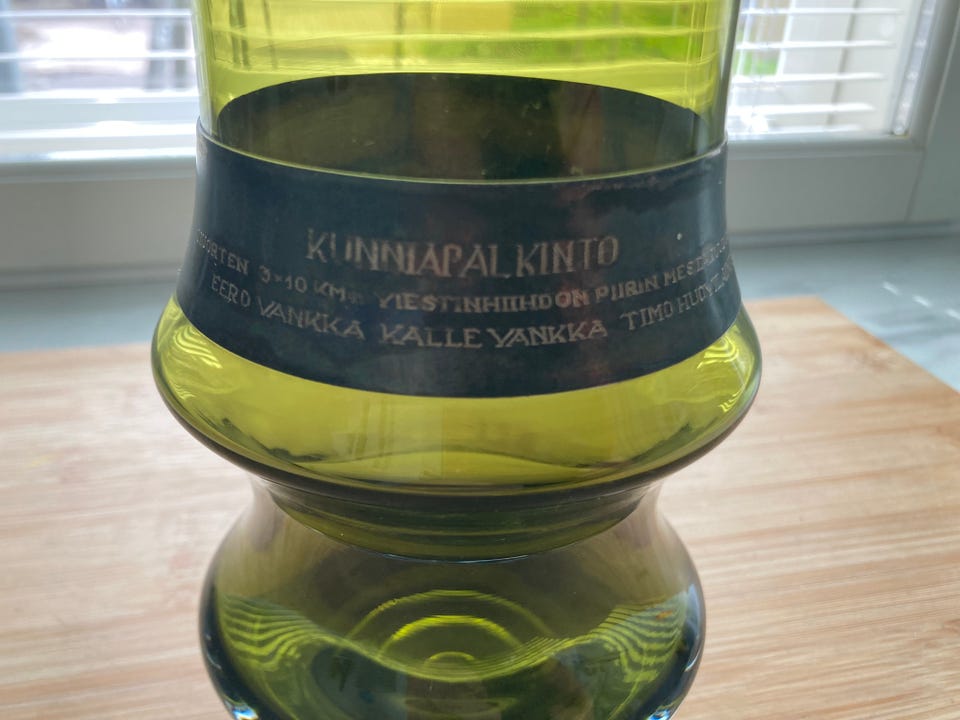 KUNNIAPALKINTO
3×10 KM:N VIESTINHIIHDON PIIRIN
EERO VANKKA KALLE VANKKA TIMO